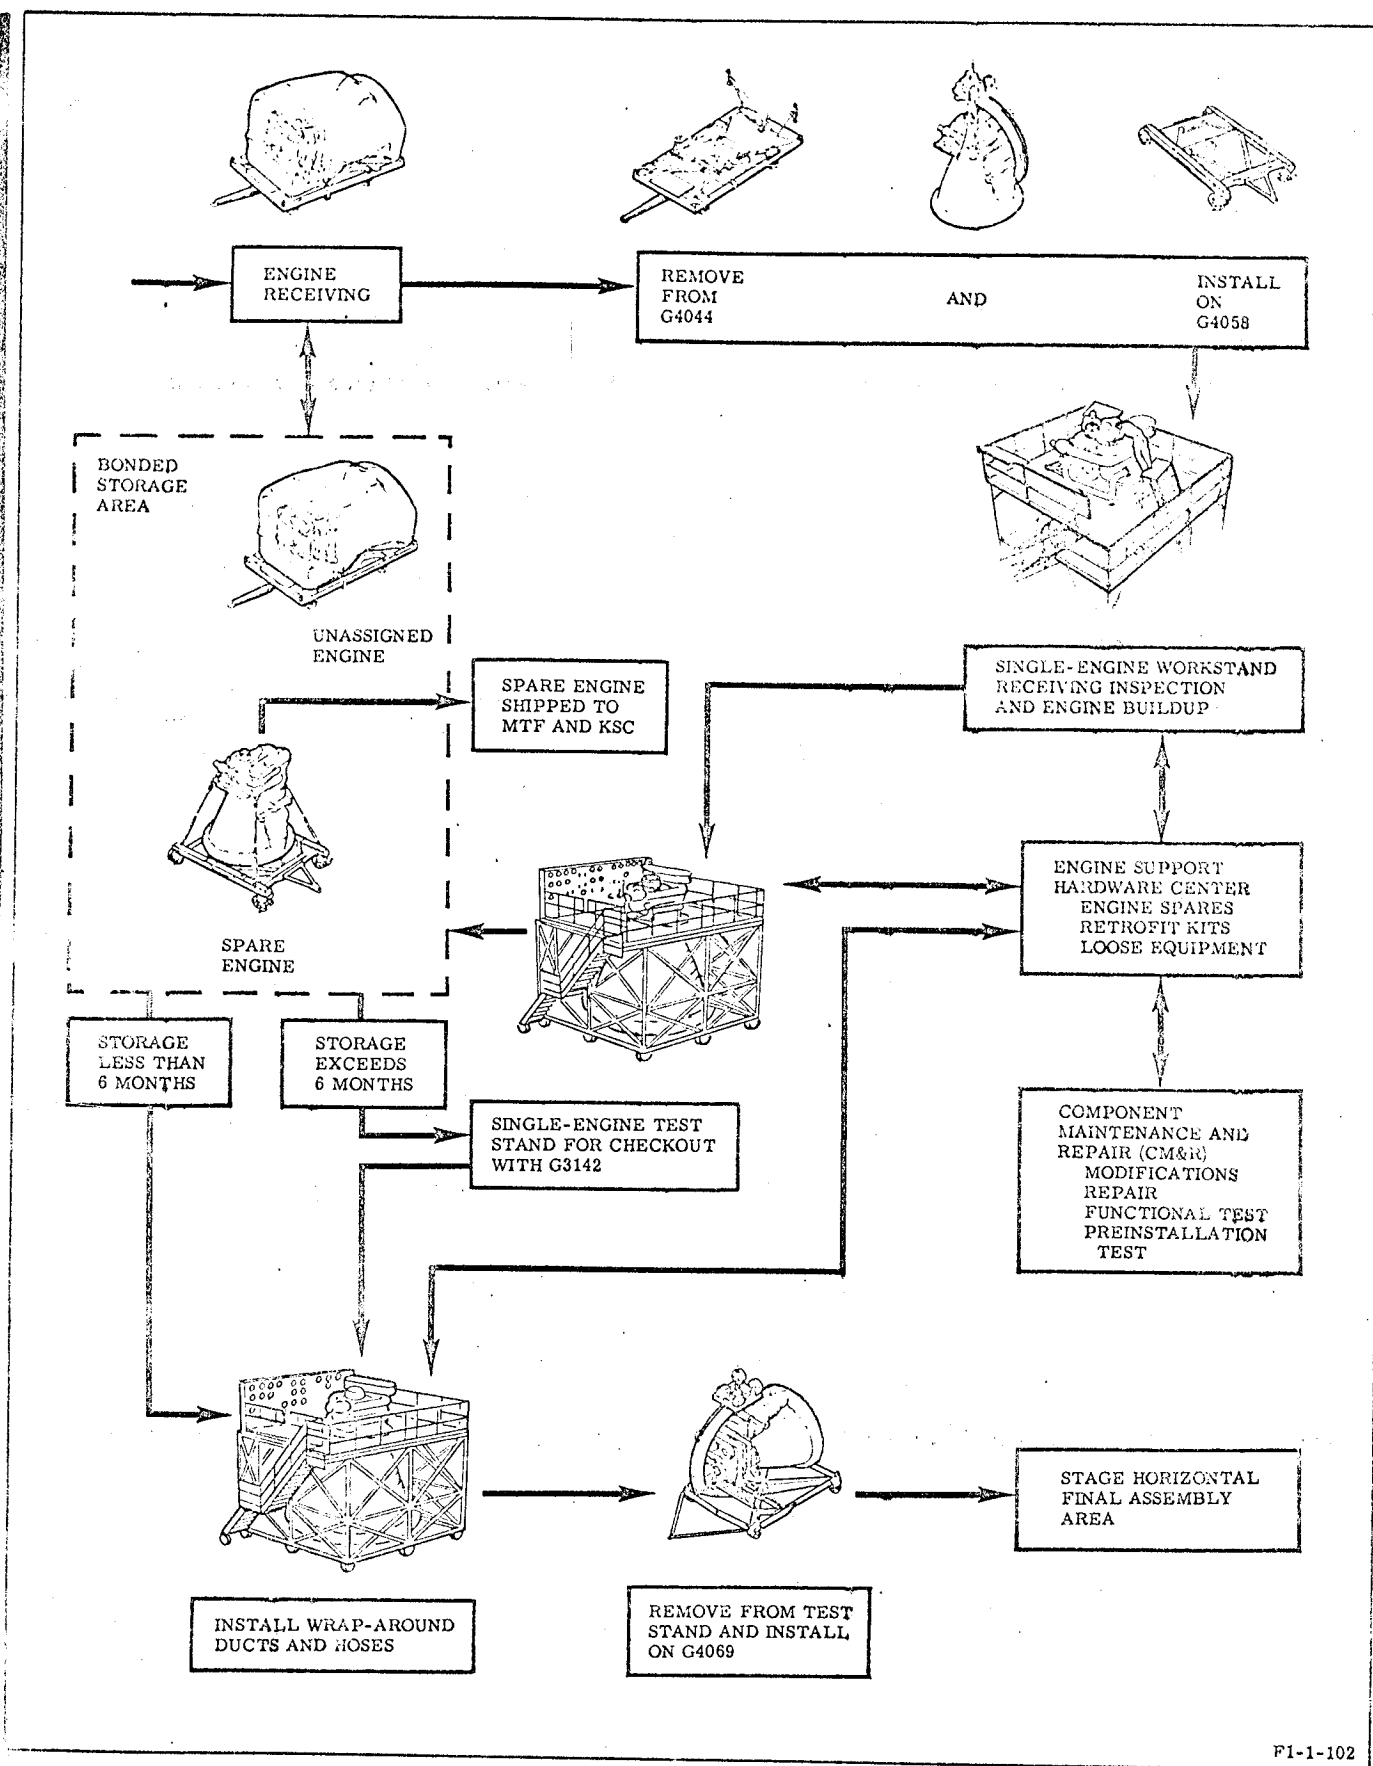 ENGINE
RECEIVING
REMOVE
FROM
G4044
AND
INSTALL
ON
G4058
BONDED
STORAGE
AREA
UNASSIGNED
ENGINE
SPARE ENGINE
SHIPPED TO
MTF AND KSC
SINGLE-ENGINE WORKSTAND
RECEIVING INSPECTION
AND ENGINE BUILDUP
SPARE
ENGINE
ENGINE SUPPORT
HARDWARE CENTER
ENGINE SPARES
RETROFIT KITS
LOOSE EQUIPMENT
STORAGE
LESS THAN
6 MONTHS
STORAGE
EXCEEDS
6 MONTHS
SINGLE-ENGINE TEST
STAND FOR CHECKOUT
WITH G3142
COMPONENT
MAINTENANCE AND
REPAIR (CM&R)
MODIFICATIONS
REPAIR
FUNCTIONAL TEST
PREINSTALLATION
TEST
STAGE HORIZONTAL
FINAL ASSEMBLY
AREA
INSTALL WRAP-AROUND
DUCTS AND HOSES
REMOVE FROM TEST
STAND AND INSTALL
ON G4069
F1-1-102